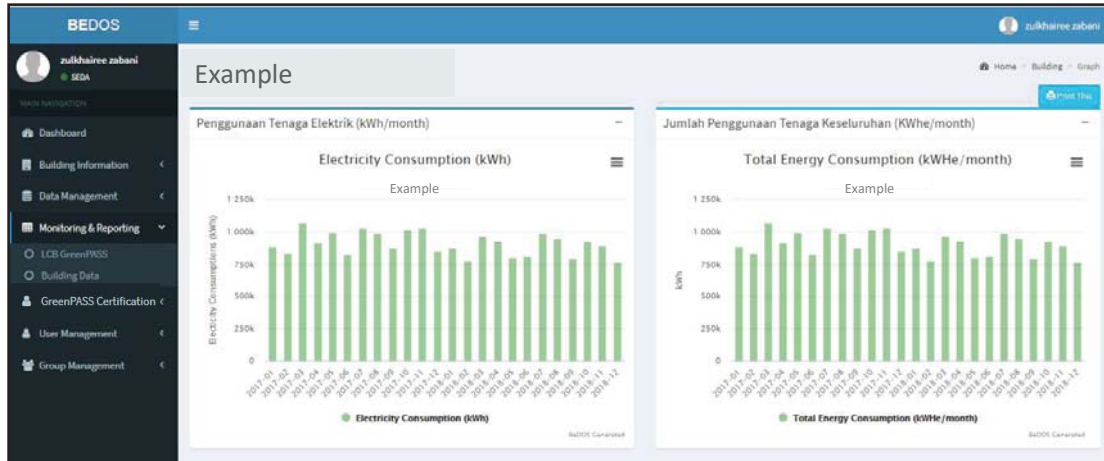 BEDOS
zulkhairee zabani
zulkhairee zabani
SEDA
MAIN NAVIGATION
Dashboard
Building Information
Data Management
Monitoring & Reporting
LCB GreenPASS
Building Data
GreenPASS Certification
User Management
Group Management
Example
Home > Building > Graph
Print This
Penggunaan Tenaga Elektrik (kWh/month)
Electricity Consumption (kWh)
Example
Electicity Consumptions (kWh)
1 250k
1 000k
750k
500k
250k
0
2017-01 2017-02 2017-03 2017-04 2017-05 2017-06 2017-07 2017-08 2017-09 2017-10 2017-11 2017-12 2018-01 2018-02 2018-03 2018-04 2018-05 2018-06 2018-07 2018-08 2018-09 2018-10 2018-11 2018-12
Electricity Consumption (kWh)
BeDOS Generated
Jumlah Penggunaan Tenaga Keseluruhan (KWhe/month)
Total Energy Consumption (kWHe/month)
Example
kWh
1 250k
1 000k
750k
500k
250k
0
2017-01 2017-02 2017-03 2017-04 2017-05 2017-06 2017-07 2017-08 2017-09 2017-10 2017-11 2017-12 2018-01 2018-02 2018-03 2018-04 2018-05 2018-06 2018-07 2018-08 2018-09 2018-10 2018-11 2018-12
Total Energy Consumption (kWHe/month)
BeDOS Generated